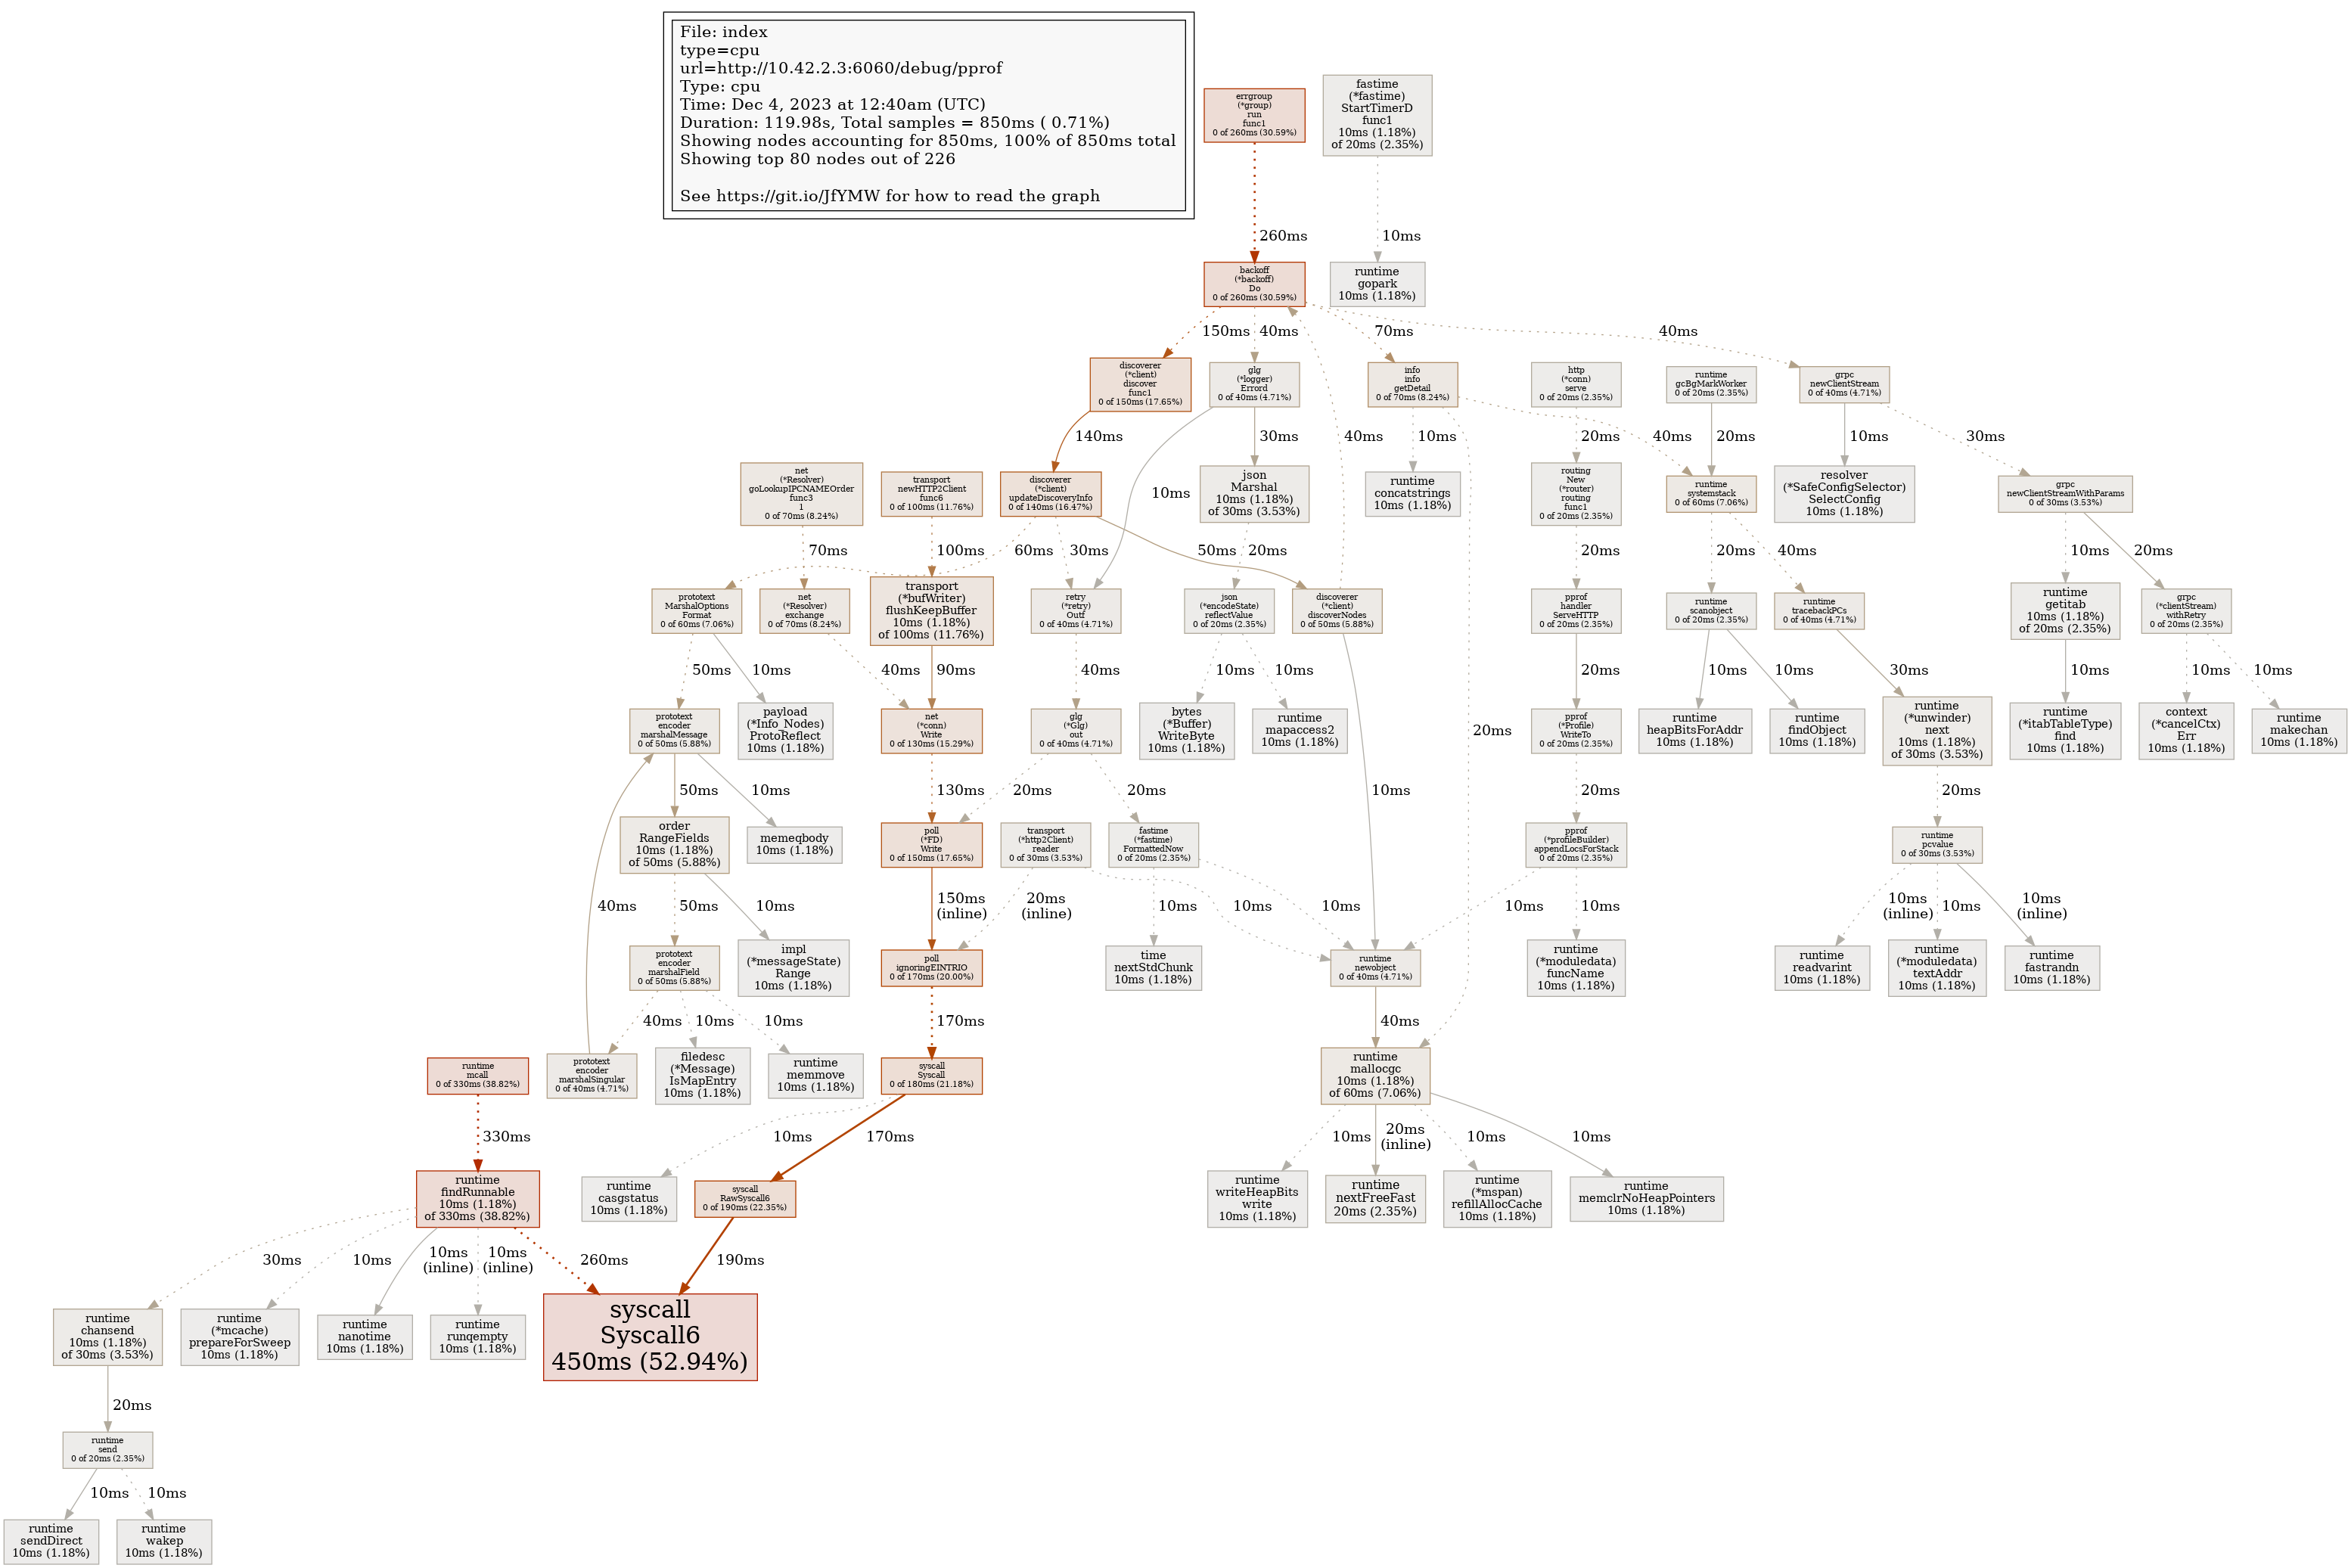 File: index
type=cpu
url=http://10.42.2.3:6060/debug/pprof
Type: cpu
Time: Dec 4, 2023 at 12:40am (UTC)
Duration: 119.98s, Total samples = 850ms ( 0.71%)
Showing nodes accounting for 850ms, 100% of 850ms total
Showing top 80 nodes out of 226
See https://git.io/JfYMW for how to read the graph
errgroup
(*group)
run
func1
0 of 260ms (30.59%)
fastime
(*fastime)
StartTimerD
func1
10ms (1.18%)
of 20ms (2.35%)
260ms
10ms
backoff
(*backoff)
Do
0 of 260ms (30.59%)
runtime
gopark
10ms (1.18%)
150ms
40ms
70ms
40ms
discoverer
(*client)
discover
func1
0 of 150ms (17.65%)
glg
(*logger)
Errord
0 of 40ms (4.71%)
info
info
getDetail
0 of 70ms (8.24%)
http
(*conn)
serve
0 of 20ms (2.35%)
runtime
gcBgMarkWorker
0 of 20ms (2.35%)
grpc
newClientStream
0 of 40ms (4.71%)
140ms
30ms
40ms
10ms
20ms
40ms
20ms
10ms
30ms
net
(*Resolver)
goLookupIPCNAMEOrder
func3
1
0 of 70ms (8.24%)
transport
newHTTP2Client
func6
0 of 100ms (11.76%)
discoverer
(*client)
updateDiscoveryInfo
0 of 140ms (16.47%)
10ms
json
Marshal
10ms (1.18%)
of 30ms (3.53%)
runtime
concatstrings
10ms (1.18%)
routing
New
(*router)
routing
func1
0 of 20ms (2.35%)
runtime
systemstack
0 of 60ms (7.06%)
resolver
(*SafeConfigSelector)
SelectConfig
10ms (1.18%)
grpc
newClientStreamWithParams
0 of 30ms (3.53%)
70ms
100ms
60ms
30ms
50ms
20ms
20ms
20ms
40ms
10ms
20ms
prototext
MarshalOptions
Format
0 of 60ms (7.06%)
net
(*Resolver)
exchange
0 of 70ms (8.24%)
transport
(*bufWriter)
flushKeepBuffer
10ms (1.18%)
of 100ms (11.76%)
retry
(*retry)
Outf
0 of 40ms (4.71%)
json
(*encodeState)
reflectValue
0 of 20ms (2.35%)
discoverer
(*client)
discoverNodes
0 of 50ms (5.88%)
pprof
handler
ServeHTTP
0 of 20ms (2.35%)
runtime
scanobject
0 of 20ms (2.35%)
runtime
tracebackPCs
0 of 40ms (4.71%)
runtime
getitab
10ms (1.18%)
of 20ms (2.35%)
grpc
(*clientStream)
withRetry
0 of 20ms (2.35%)
50ms
10ms
40ms
90ms
40ms
10ms
10ms
20ms
10ms
10ms
30ms
10ms
10ms
10ms
prototext
encoder
marshalMessage
0 of 50ms (5.88%)
payload
(*Info_Nodes)
ProtoReflect
10ms (1.18%)
net
(*conn)
Write
0 of 130ms (15.29%)
glg
(*Glg)
out
0 of 40ms (4.71%)
bytes
(*Buffer)
WriteByte
10ms (1.18%)
runtime
mapaccess2
10ms (1.18%)
20ms
pprof
(*Profile)
WriteTo
0 of 20ms (2.35%)
runtime
heapBitsForAddr
10ms (1.18%)
runtime
findObject
10ms (1.18%)
runtime
(*unwinder)
next
10ms (1.18%)
of 30ms (3.53%)
runtime
(*itabTableType)
find
10ms (1.18%)
context
(*cancelCtx)
Err
10ms (1.18%)
runtime
makechan
10ms (1.18%)
50ms
10ms
130ms
20ms
20ms
10ms
20ms
20ms
order
RangeFields
10ms (1.18%)
of 50ms (5.88%)
memeqbody
10ms (1.18%)
poll
(*FD)
Write
0 of 150ms (17.65%)
transport
(*http2Client)
reader
0 of 30ms (3.53%)
fastime
(*fastime)
FormattedNow
0 of 20ms (2.35%)
pprof
(*profileBuilder)
appendLocsForStack
0 of 20ms (2.35%)
runtime
pcvalue
0 of 30ms (3.53%)
40ms
50ms
10ms
150ms
(inline)
20ms
(inline)
10ms
10ms
10ms
10ms
10ms
10ms
(inline)
10ms
10ms
(inline)
prototext
encoder
marshalField
0 of 50ms (5.88%)
impl
(*messageState)
Range
10ms (1.18%)
poll
ignoringEINTRIO
0 of 170ms (20.00%)
time
nextStdChunk
10ms (1.18%)
runtime
newobject
0 of 40ms (4.71%)
runtime
(*moduledata)
funcName
10ms (1.18%)
runtime
readvarint
10ms (1.18%)
runtime
(*moduledata)
textAddr
10ms (1.18%)
runtime
fastrandn
10ms (1.18%)
40ms
10ms
10ms
170ms
40ms
runtime
mcall
0 of 330ms (38.82%)
prototext
encoder
marshalSingular
0 of 40ms (4.71%)
filedesc
(*Message)
IsMapEntry
10ms (1.18%)
runtime
memmove
10ms (1.18%)
syscall
Syscall
0 of 180ms (21.18%)
runtime
mallocgc
10ms (1.18%)
of 60ms (7.06%)
330ms
10ms
170ms
10ms
20ms
(inline)
10ms
10ms
runtime
findRunnable
10ms (1.18%)
of 330ms (38.82%)
runtime
casgstatus
10ms (1.18%)
syscall
RawSyscall6
0 of 190ms (22.35%)
runtime
writeHeapBits
write
10ms (1.18%)
runtime
nextFreeFast
20ms (2.35%)
runtime
(*mspan)
refillAllocCache
10ms (1.18%)
runtime
memclrNoHeapPointers
10ms (1.18%)
30ms
10ms
10ms
(inline)
10ms
(inline)
260ms
190ms
runtime
chansend
10ms (1.18%)
of 30ms (3.53%)
runtime
(*mcache)
prepareForSweep
10ms (1.18%)
runtime
nanotime
10ms (1.18%)
runtime
runqempty
10ms (1.18%)
syscall
Syscall6
450ms (52.94%)
20ms
runtime
send
0 of 20ms (2.35%)
10ms
10ms
runtime
sendDirect
10ms (1.18%)
runtime
wakep
10ms (1.18%)